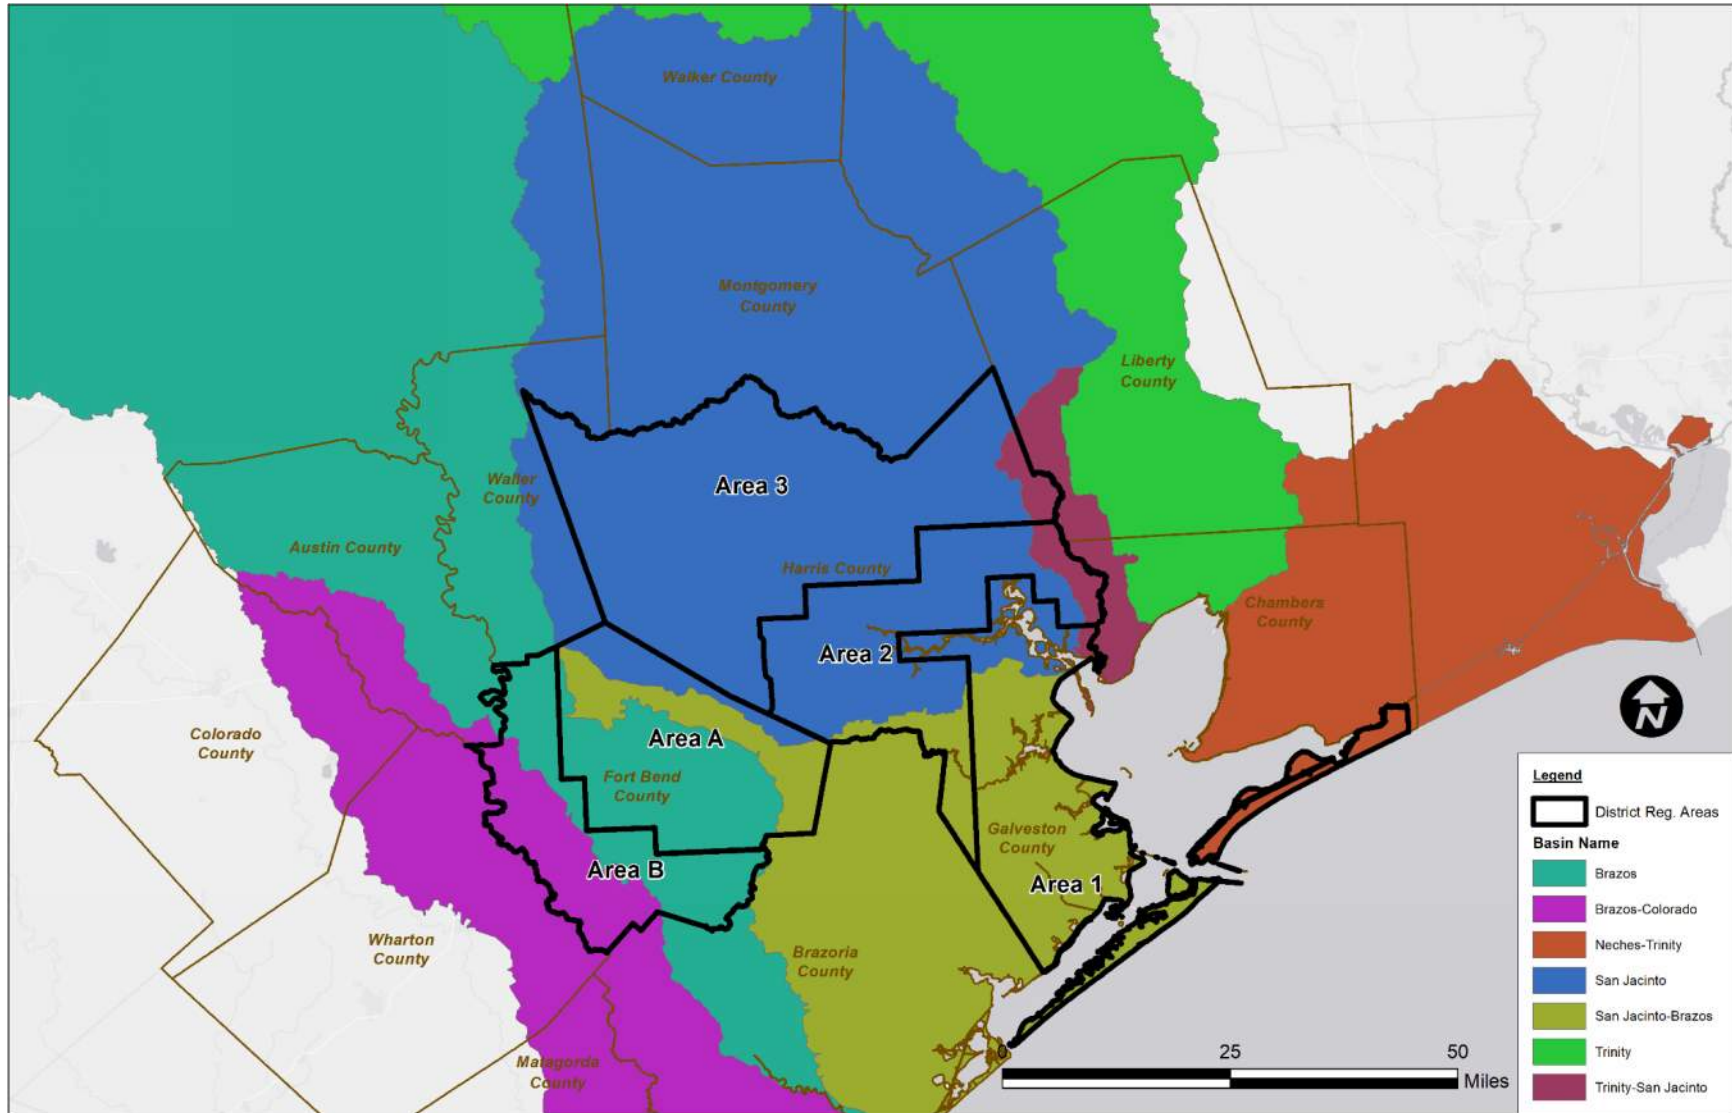 Walker County
Montgomery
County
Liberty
County
Area 3
Waller
County
Austin County
Harris County
Chambers
County
Area 2
Colorado
County
Area A
Fort Bend
County
Galveston
County
Area B
Area 1
Wharton
County
Brazoria
County
Matagorda
County
0 25 50
Miles
N
Legend
District Reg. Areas
Basin Name
Brazos
Brazos-Colorado
Neches-Trinity
San Jacinto
San Jacinto-Brazos
Trinity
Trinity-San Jacinto